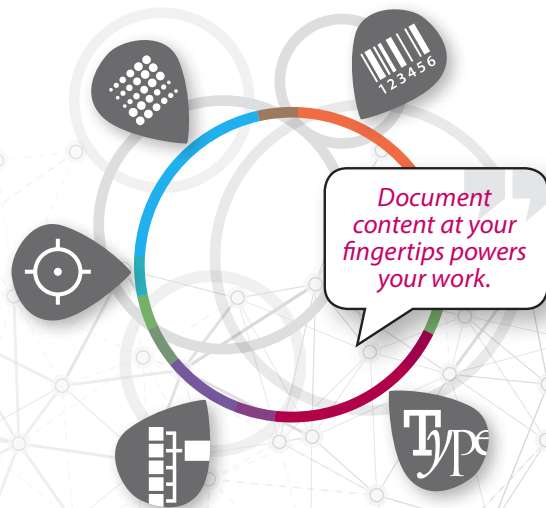 123456
Document
content at your
fingertips powers
your work.
Type